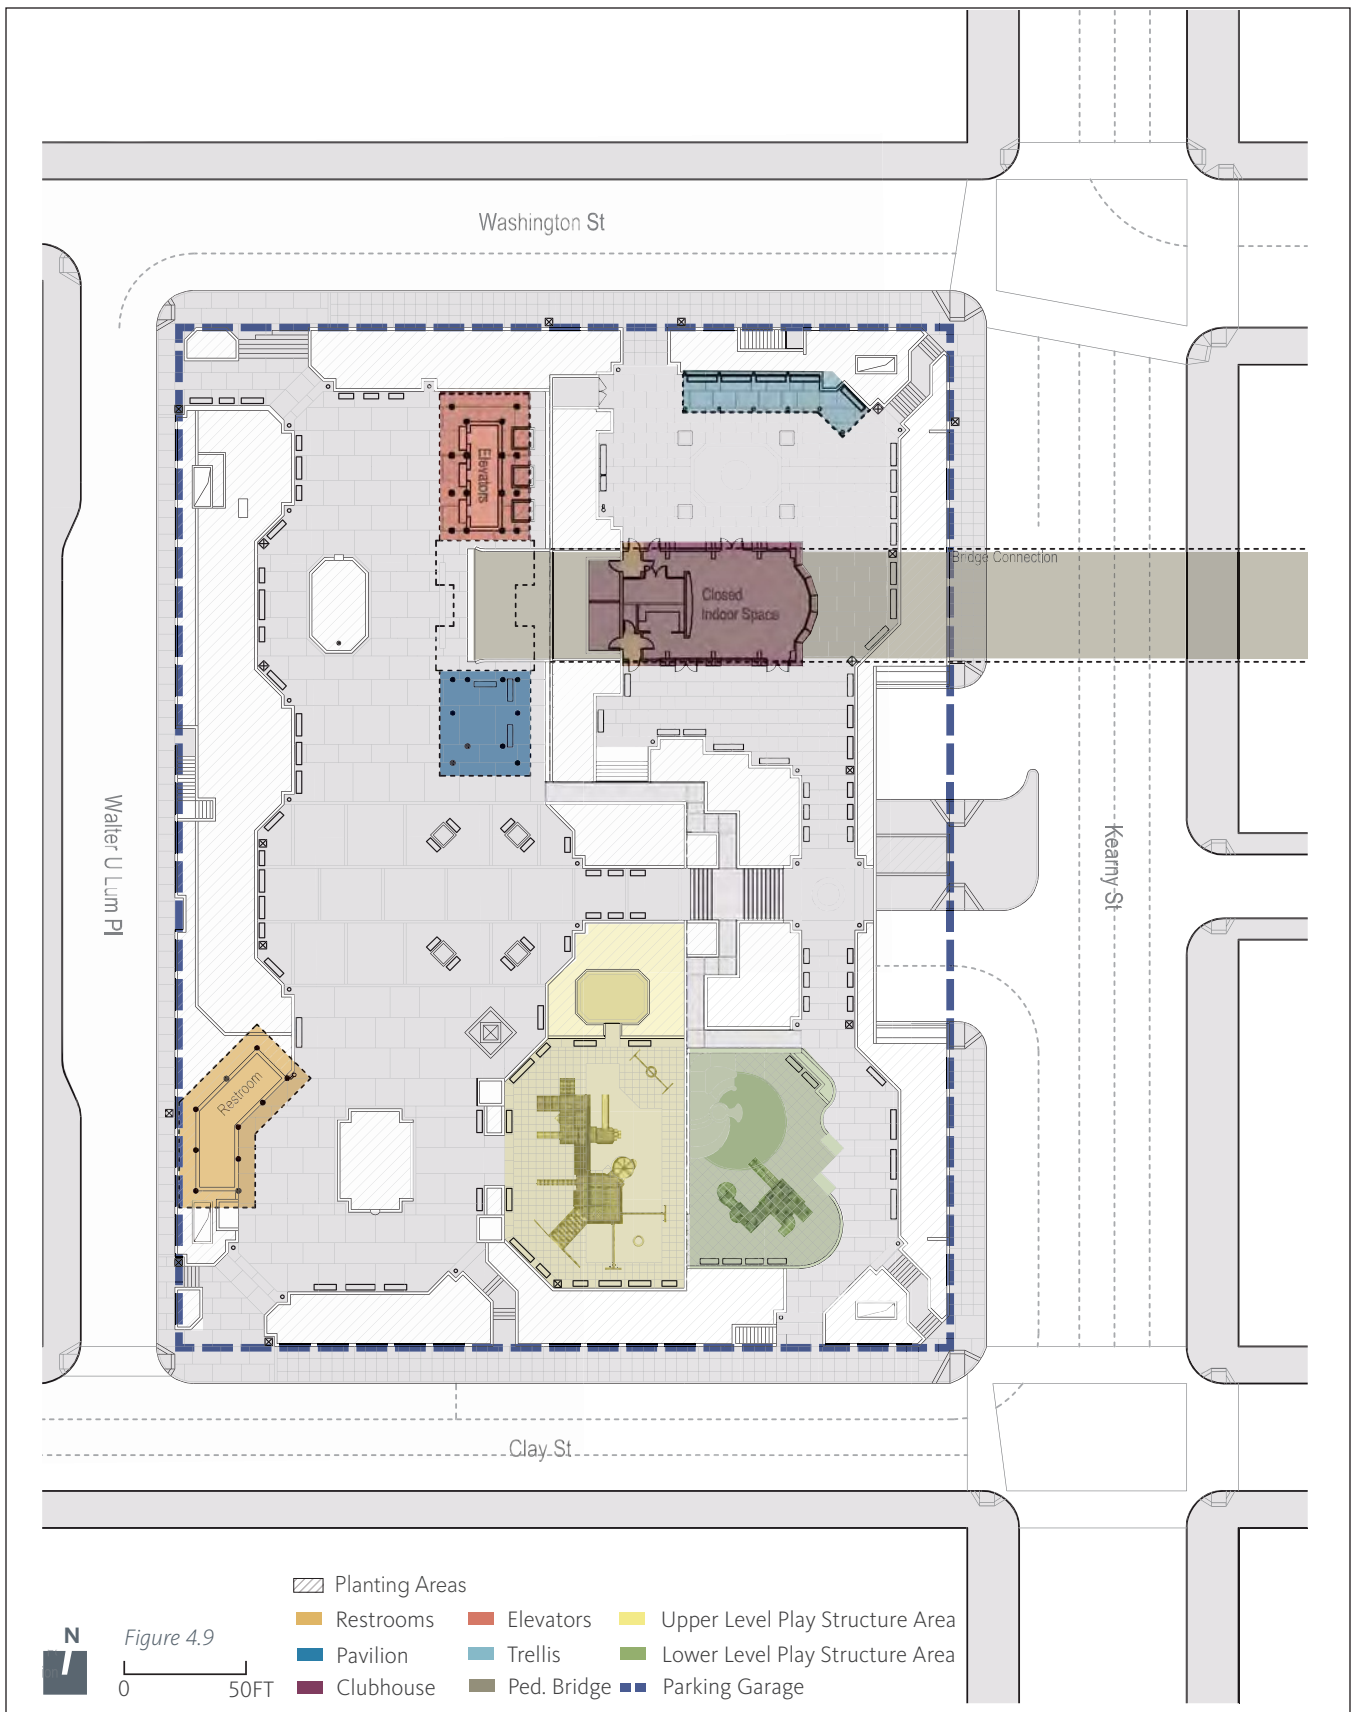 Washington St
Elevators
Bridge Connection
Closed
Indoor Space
Walter U Lum Pl
Kearny St
Restroom
Clay St
Planting Areas
Restrooms
Elevators
Upper Level Play Structure Area
Pavilion
Trellis
Lower Level Play Structure Area
Clubhouse
Ped. Bridge
Parking Garage
N
Figure 4.9
0
50FT